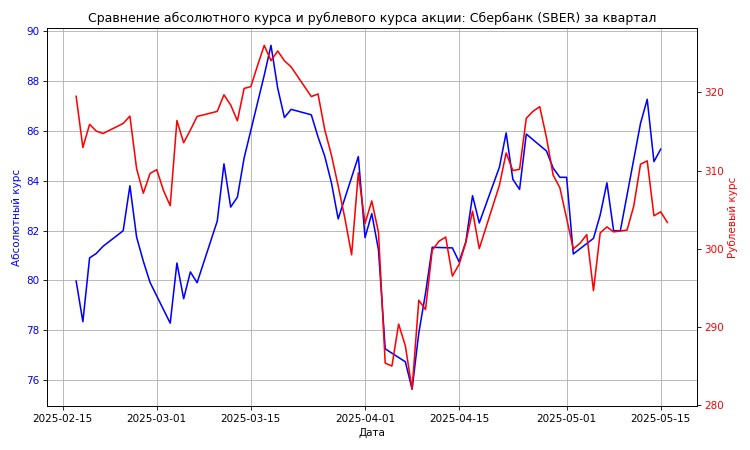 Сравнение абсолютного курса и рублевого курса акции: Сбербанк (SBER) за квартал
90
88
86
84
82
80
78
76
Абсолютный курс
320
310
300
290
280
Рублевый курс
2025-02-15 2025-03-01 2025-03-15 2025-04-01 2025-04-15 2025-05-01 2025-05-15
Дата